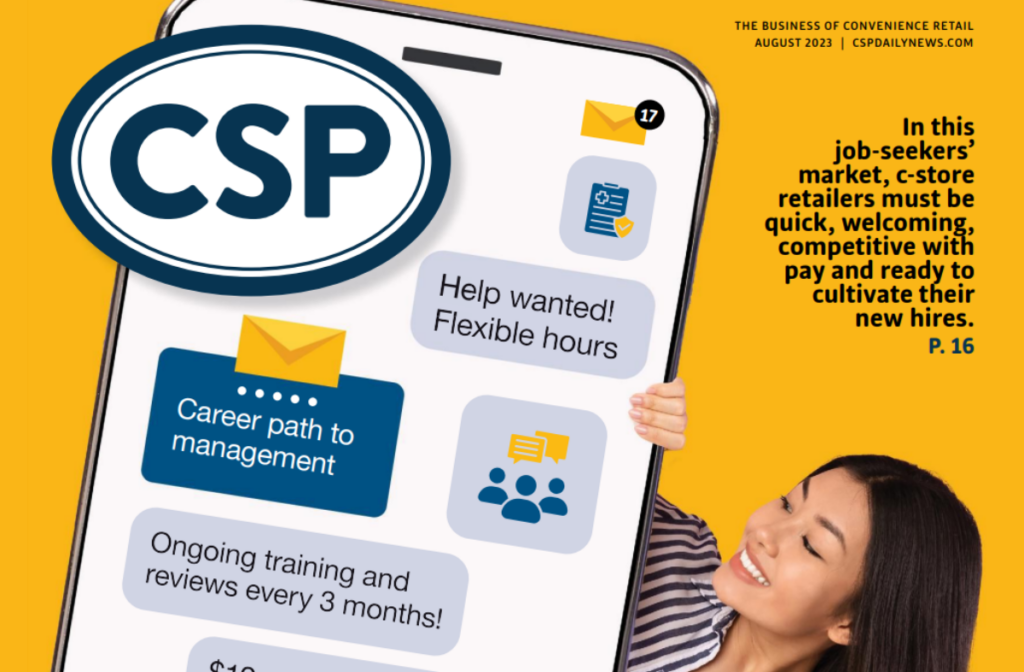 THE BUSINESS OF CONVENIENCE RETAIL
AUGUST 2023 | CSPDAILYNEWS.COM
CSP
17
In this
job-seekers’
market, c-store
retailers must be
quick, welcoming,
competitive with
pay and ready to
cultivate their
new hires.
P. 16
Help wanted!
Flexible hours
Career path to
management
Ongoing training and
reviews every 3 months!